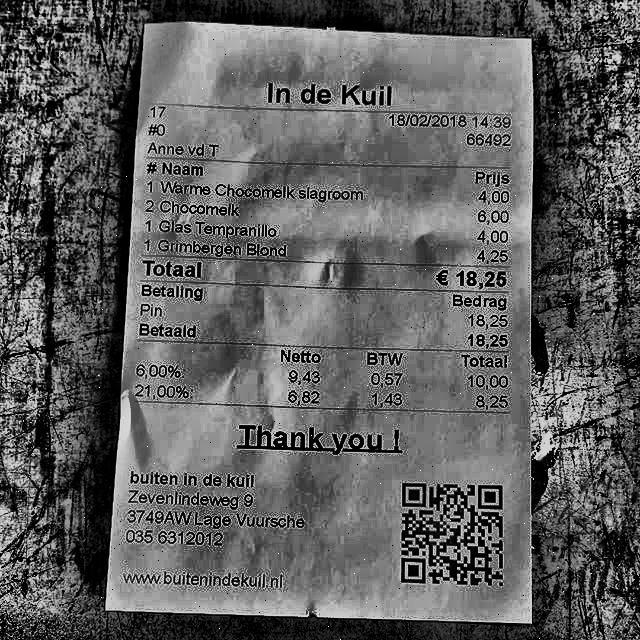 In de Kuil
17 18/02/2018 14:39
#0 66492
Anne vd T
# Naam Prijs
1 Warme Chocomelk slagroom 4,00
2 Chocomelk 6,00
1 Glas Tempranillo 4,00
1 Grimbergen Blond 4,25
Totaal € 18,25
Betaling Bedrag
Pin 18,25
Betaald 18,25
Netto BTW Totaal
6,00% 9,43 0,57 10,00
21,00% 6,82 1,43 8,25
Thank you !
buiten in de kuil
Zevenlindeweg 9
3749AW Lage Vuursche
035 6312012
www.buitenindekuil.nl